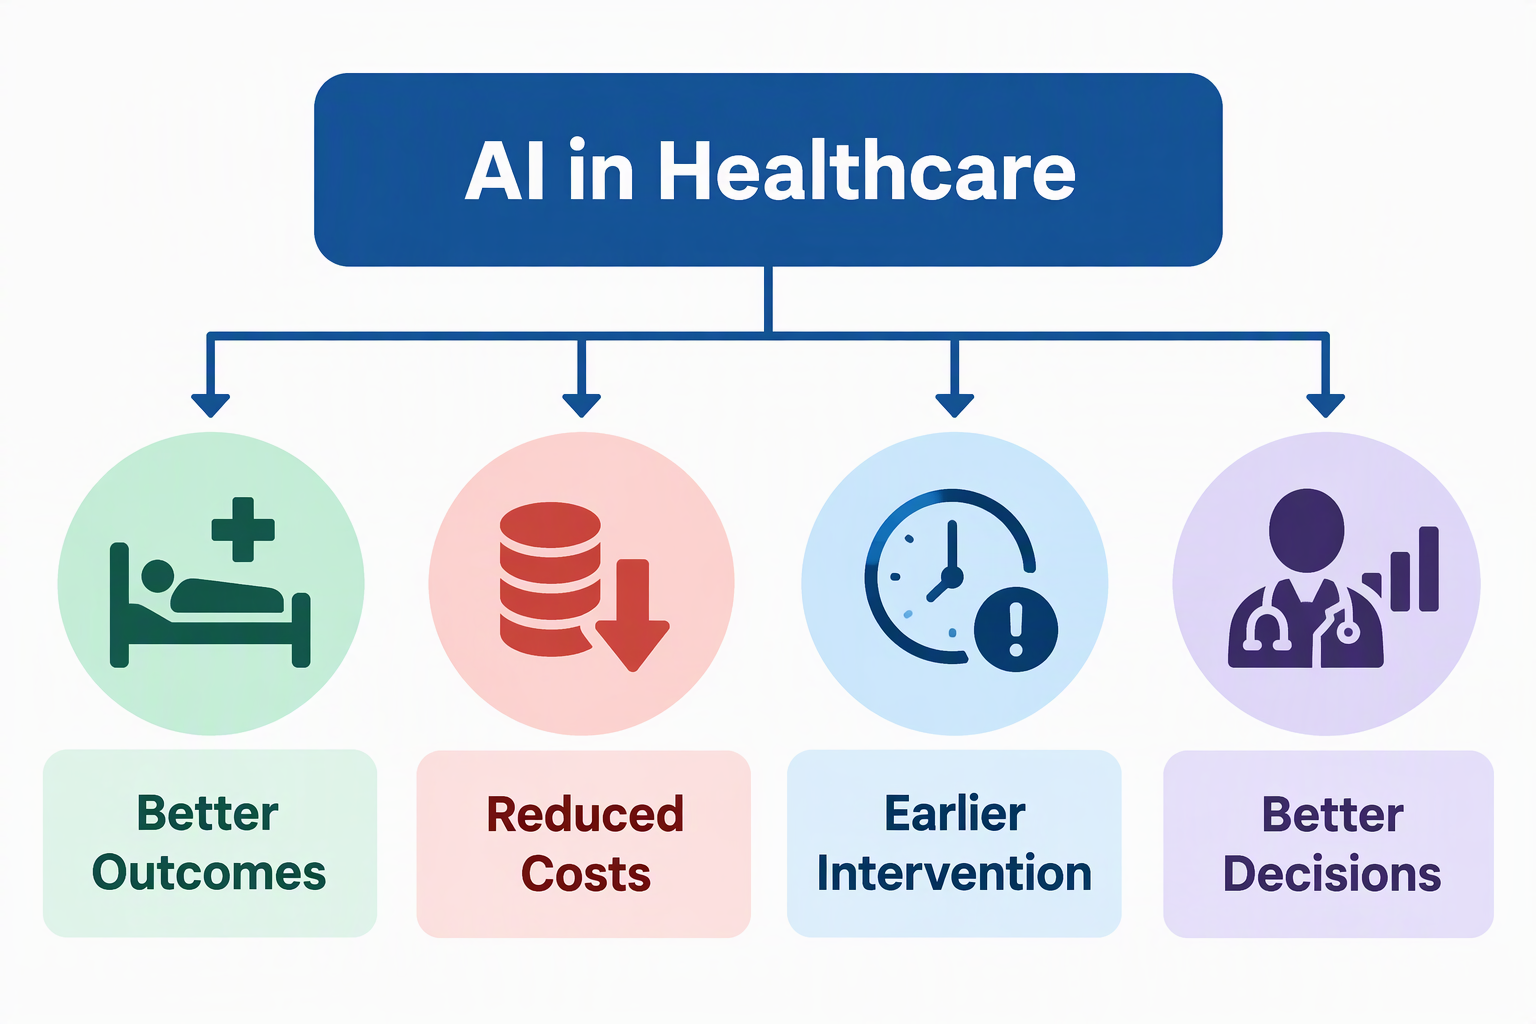 AI in Healthcare
Better
Outcomes
Reduced
Costs
Earlier
Intervention
Better
Decisions